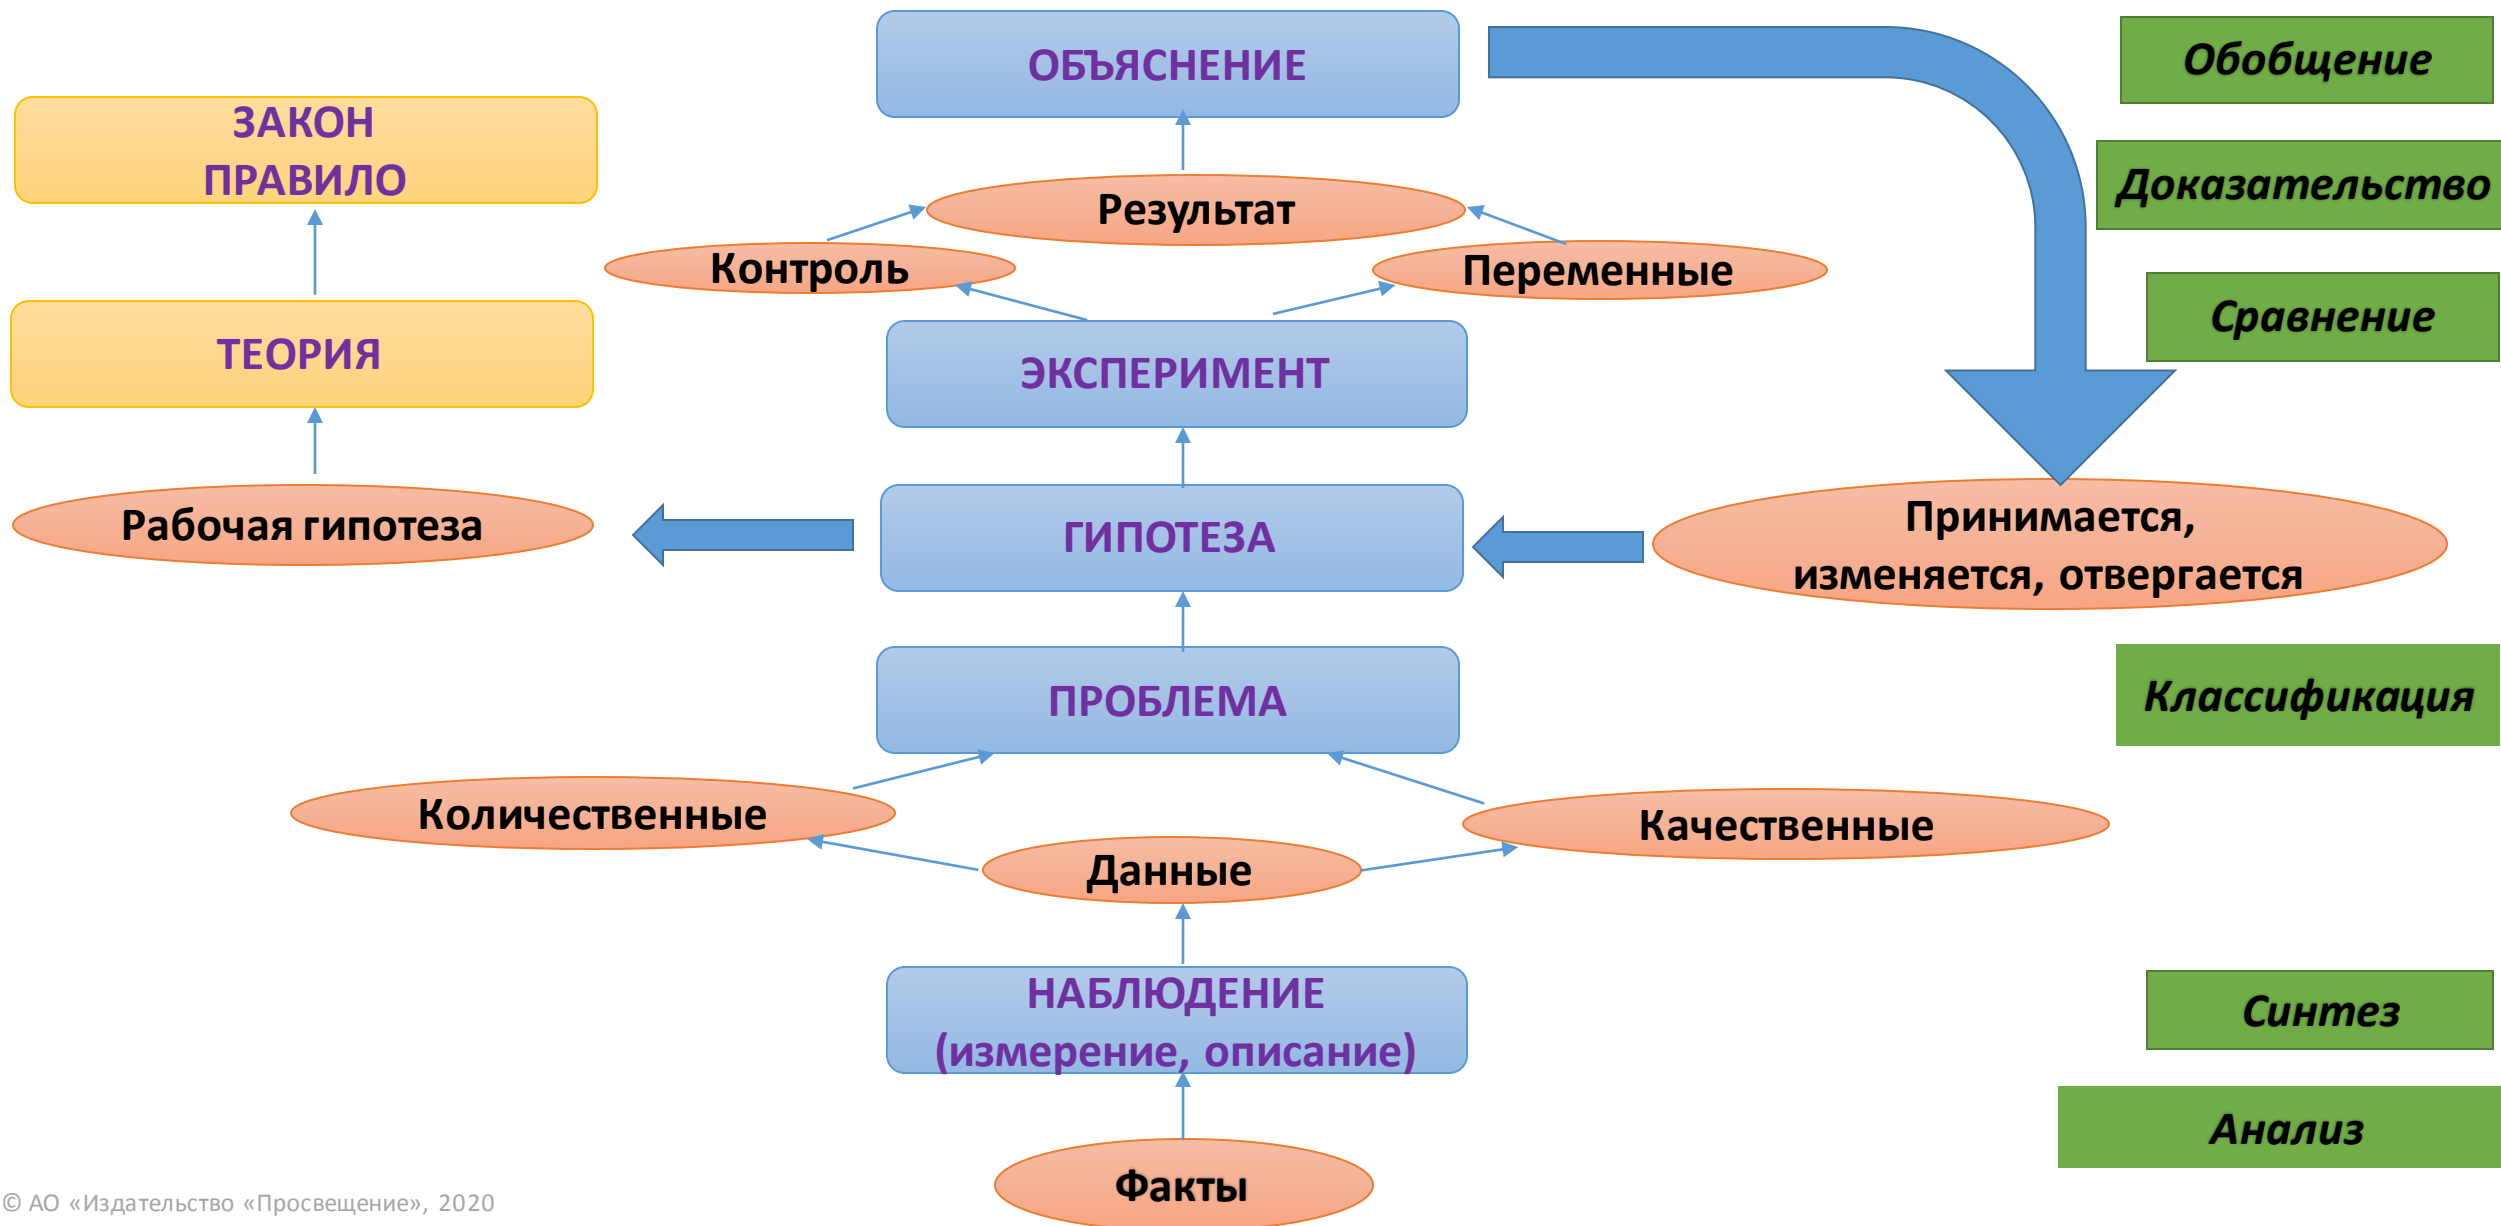 ОБЪЯСНЕНИЕ
Обобщение
ЗАКОН
ПРАВИЛО
Доказательство
Результат
Контроль
Переменные
Сравнение
ТЕОРИЯ
ЭКСПЕРИМЕНТ
Рабочая гипотеза
ГИПОТЕЗА
Принимается,
изменяется, отвергается
ПРОБЛЕМА
Классификация
Количественные
Качественные
Данные
НАБЛЮДЕНИЕ
(измерение, описание)
Синтез
Анализ
Факты
© АО «Издательство «Просвещение», 2020